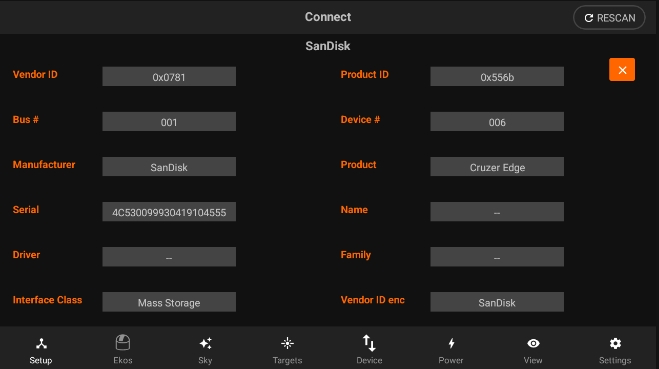 Connect
RESCAN
SanDisk
Vendor ID 0x0781 Product ID 0x556b
Bus # 001 Device # 006
Manufacturer SanDisk Product Cruzer Edge
Serial 4C530099930419104555 Name --
Driver -- Family --
Interface Class Mass Storage Vendor ID enc SanDisk
Setup Ekos Sky Targets Device Power View Settings